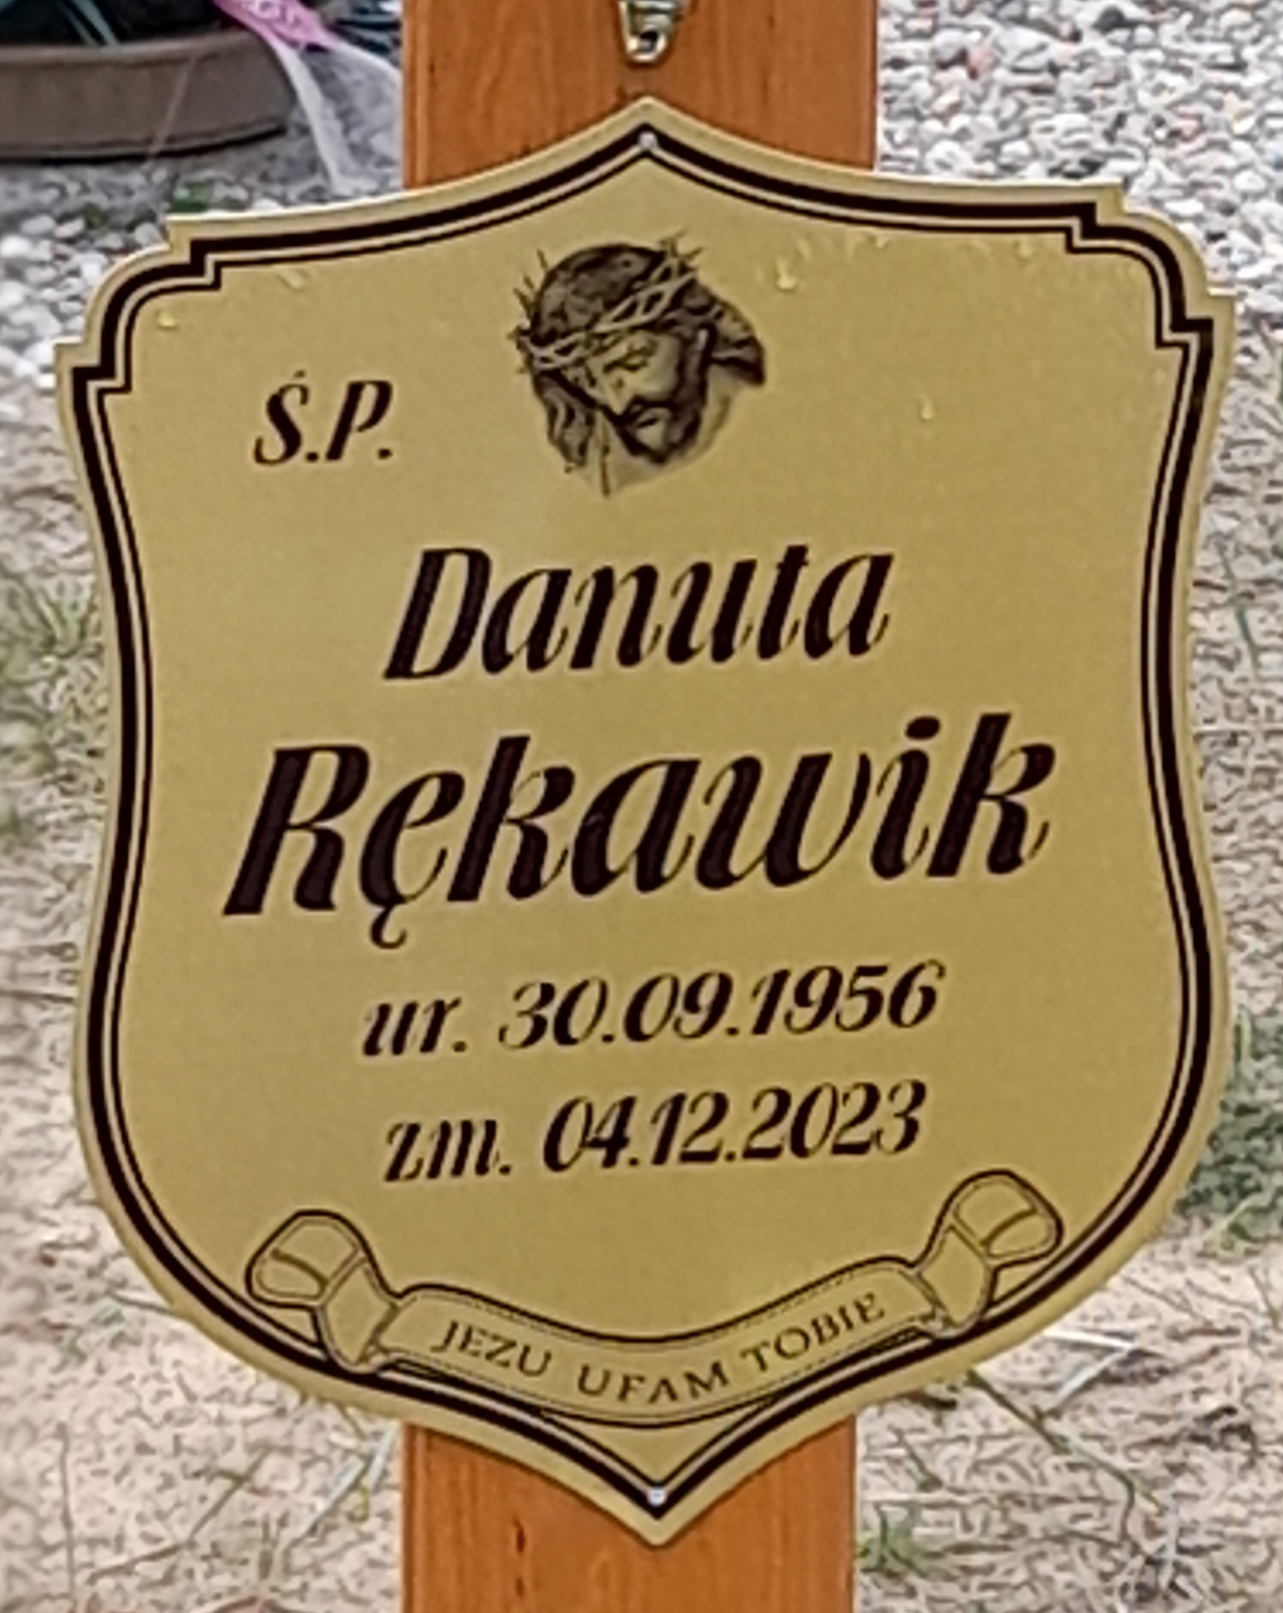 Ś.P.
Danuta
Rękawik
ur. 30.09.1956
zm. 04.12.2023
JEZU UFAM TOBIE